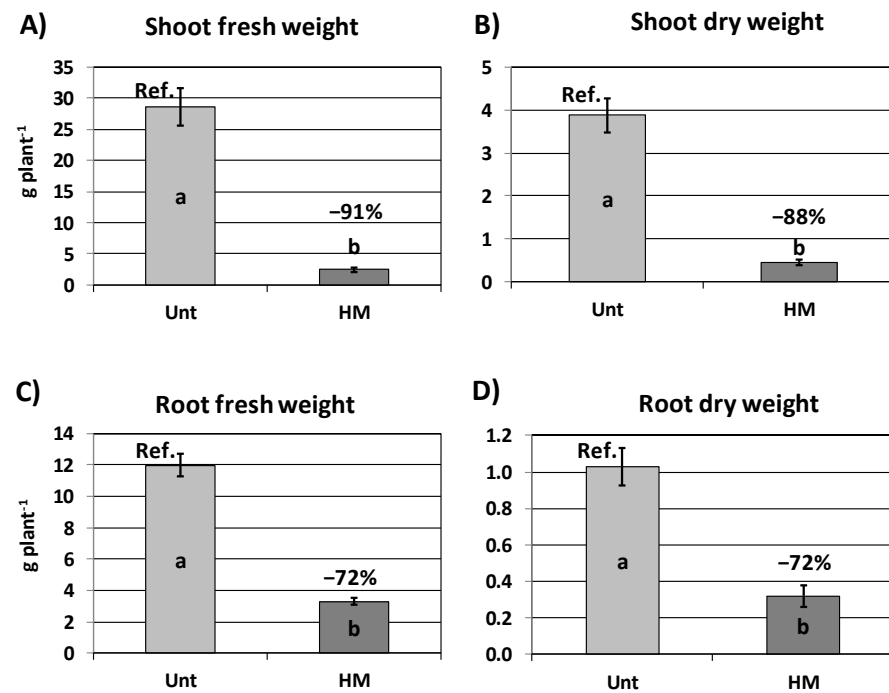 A)
Shoot fresh weight
35
30
25
20
15
10
5
0
g plant⁻¹
Ref.
a
−91%
b
Unt
HM
B)
Shoot dry weight
5
4
3
2
1
0
Ref.
a
−88%
b
Unt
HM
C)
Root fresh weight
14
12
10
8
6
4
2
0
g plant⁻¹
Ref.
a
−72%
b
Unt
HM
D)
Root dry weight
1.2
1.0
0.8
0.6
0.4
0.2
0.0
Ref.
a
−72%
b
Unt
HM